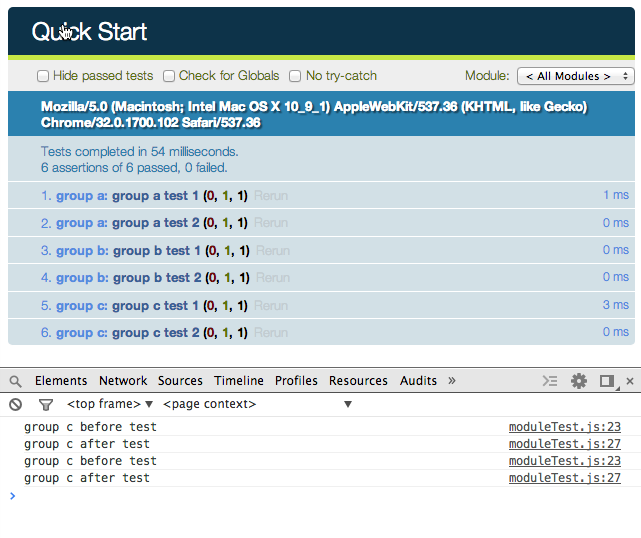 Quick Start
Hide passed tests Check for Globals No try-catch Module: < All Modules >
Mozilla/5.0 (Macintosh; Intel Mac OS X 10_9_1) AppleWebKit/537.36 (KHTML, like Gecko)
Chrome/32.0.1700.102 Safari/537.36
Tests completed in 54 milliseconds.
6 assertions of 6 passed, 0 failed.
1. group a: group a test 1 (0, 1, 1) Rerun 1 ms
2. group a: group a test 2 (0, 1, 1) Rerun 0 ms
3. group b: group b test 1 (0, 1, 1) Rerun 0 ms
4. group b: group b test 2 (0, 1, 1) Rerun 0 ms
5. group c: group c test 1 (0, 1, 1) Rerun 3 ms
6. group c: group c test 2 (0, 1, 1) Rerun 0 ms
Elements Network Sources Timeline Profiles Resources Audits »
<top frame> ▼ <page context> ▼
group c before test moduleTest.js:23
group c after test moduleTest.js:27
group c before test moduleTest.js:23
group c after test moduleTest.js:27
>